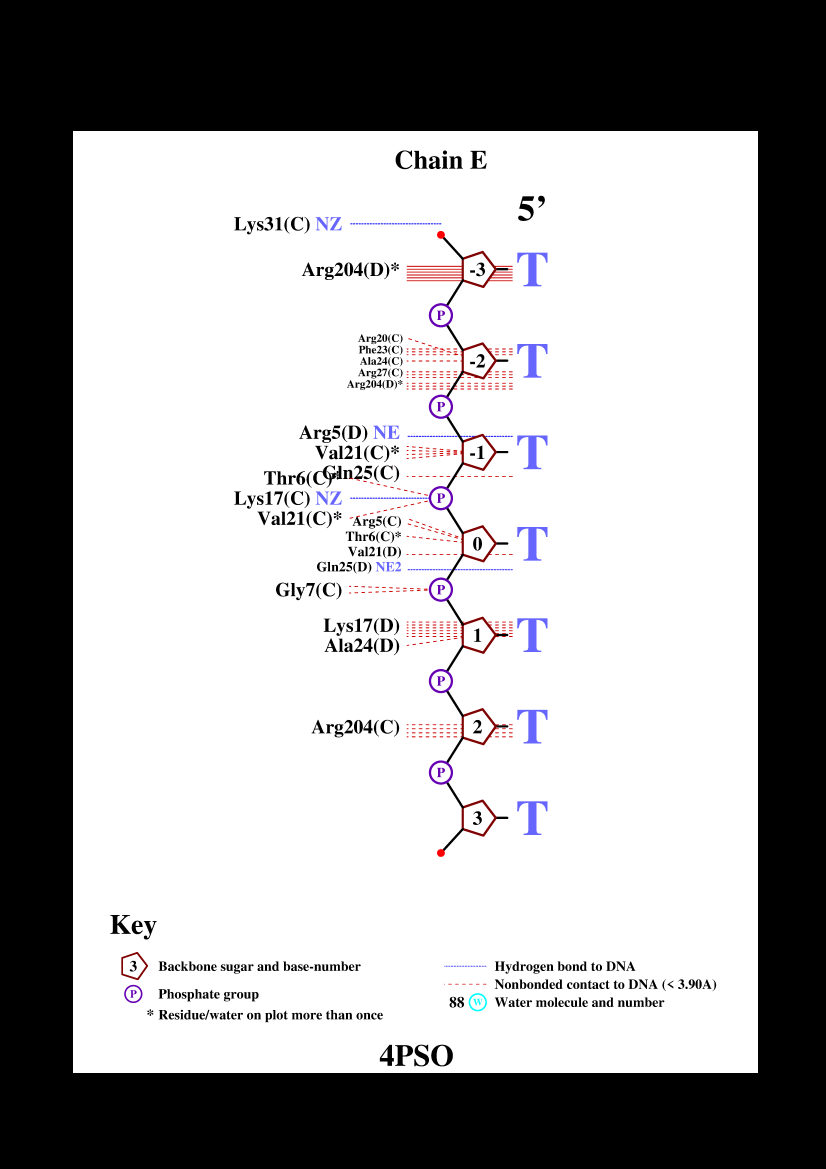 Chain E
5’
Lys31(C) NZ
Arg204(D)*
-3
T
P
Arg20(C)
Phe23(C)
Ala24(C)
Arg27(C)
Arg204(D)*
-2
T
P
Arg5(D) NE
Val21(C)*
Gln25(C)
-1
T
Thr6(C)*
Lys17(C) NZ
Val21(C)*
P
Arg5(C)
Thr6(C)*
Val21(D)
Gln25(D) NE2
0
T
Gly7(C)
P
Lys17(D)
Ala24(D)
1
T
P
Arg204(C)
2
T
P
3
T
Key
3 Backbone sugar and base-number
P Phosphate group
* Residue/water on plot more than once
Hydrogen bond to DNA
Nonbonded contact to DNA (< 3.90A)
88 W Water molecule and number
4PSO